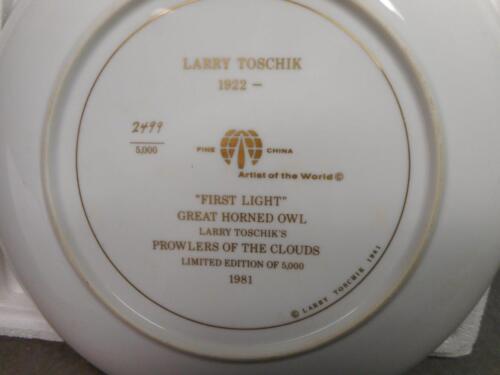 LARRY TOSCHIK
1922 —
2499
5,000
FINE CHINA
Artist of the World ©
"FIRST LIGHT"
GREAT HORNED OWL
LARRY TOSCHIK'S
PROWLERS OF THE CLOUDS
LIMITED EDITION OF 5,000
1981
© LARRY TOSCHIK 1981